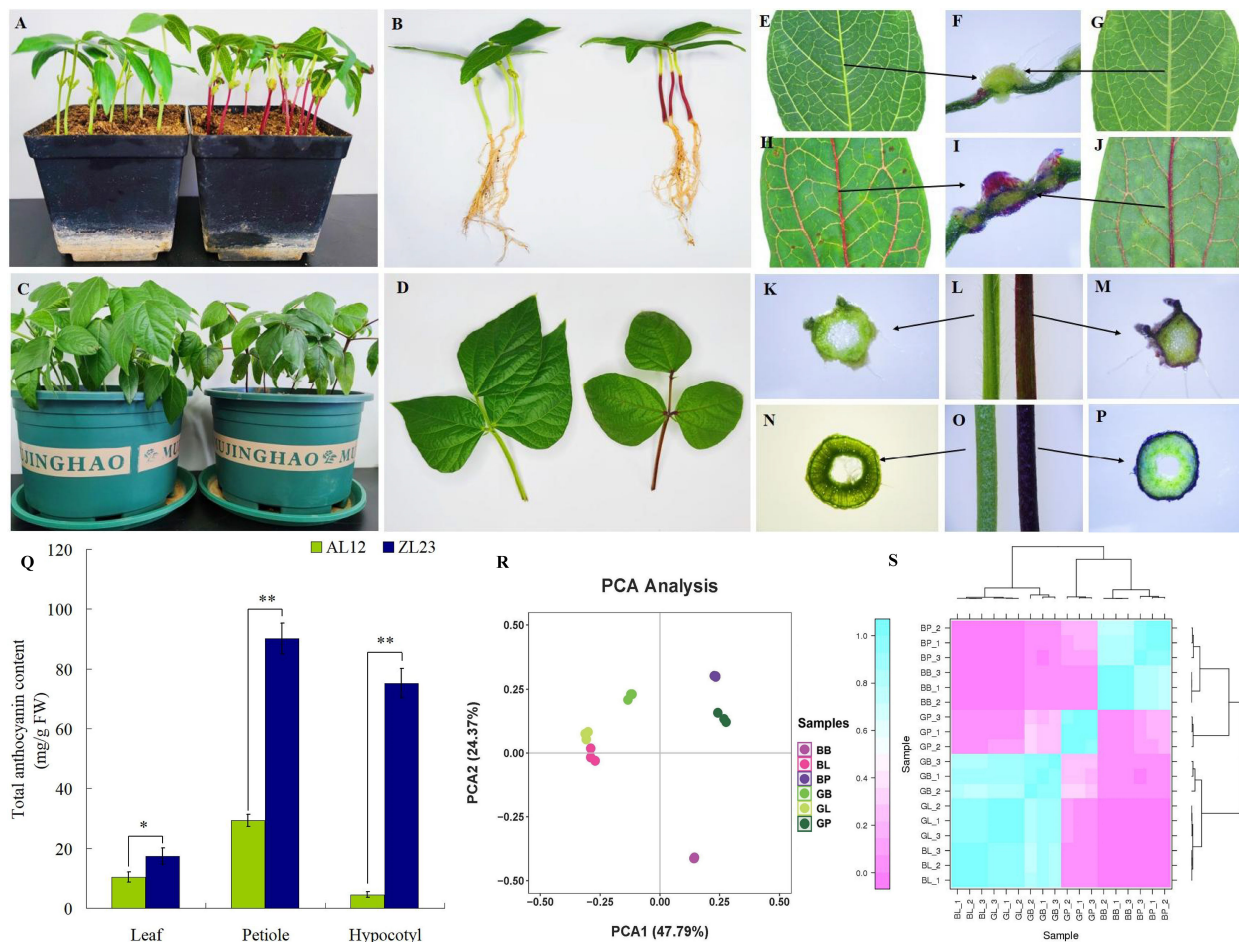 A
B
E
F
G
H
I
J
C
MUJINGHAO
MU
D
K
L
M
N
O
P
Q
AL12 ZL23
120
100
80
60
40
20
0
Total anthocyanin content
(mg/g FW)
*
**
**
Leaf Petiole Hypocotyl
R
PCA Analysis
0.50
0.25
0.00
−0.25
−0.50
PCA2 (24.37%)
−0.50 −0.25 0.00 0.25 0.50
PCA1 (47.79%)
Samples
BB
BL
BP
GB
GL
GP
S
1.0
0.8
0.6
0.4
0.2
0.0
Sample
BP_2
BP_1
BP_3
BB_3
BB_1
BB_2
GP_3
GP_1
GP_2
GB_3
GB_1
GB_2
GL_2
GL_1
GL_3
BL_3
BL_2
BL_1
BL_1 BL_2 BL_3 GL_3 GL_1 GL_2 GB_2 GB_1 GB_3 GP_2 GP_1 GP_3 BB_2 BB_1 BB_3 BP_3 BP_1 BP_2
Sample